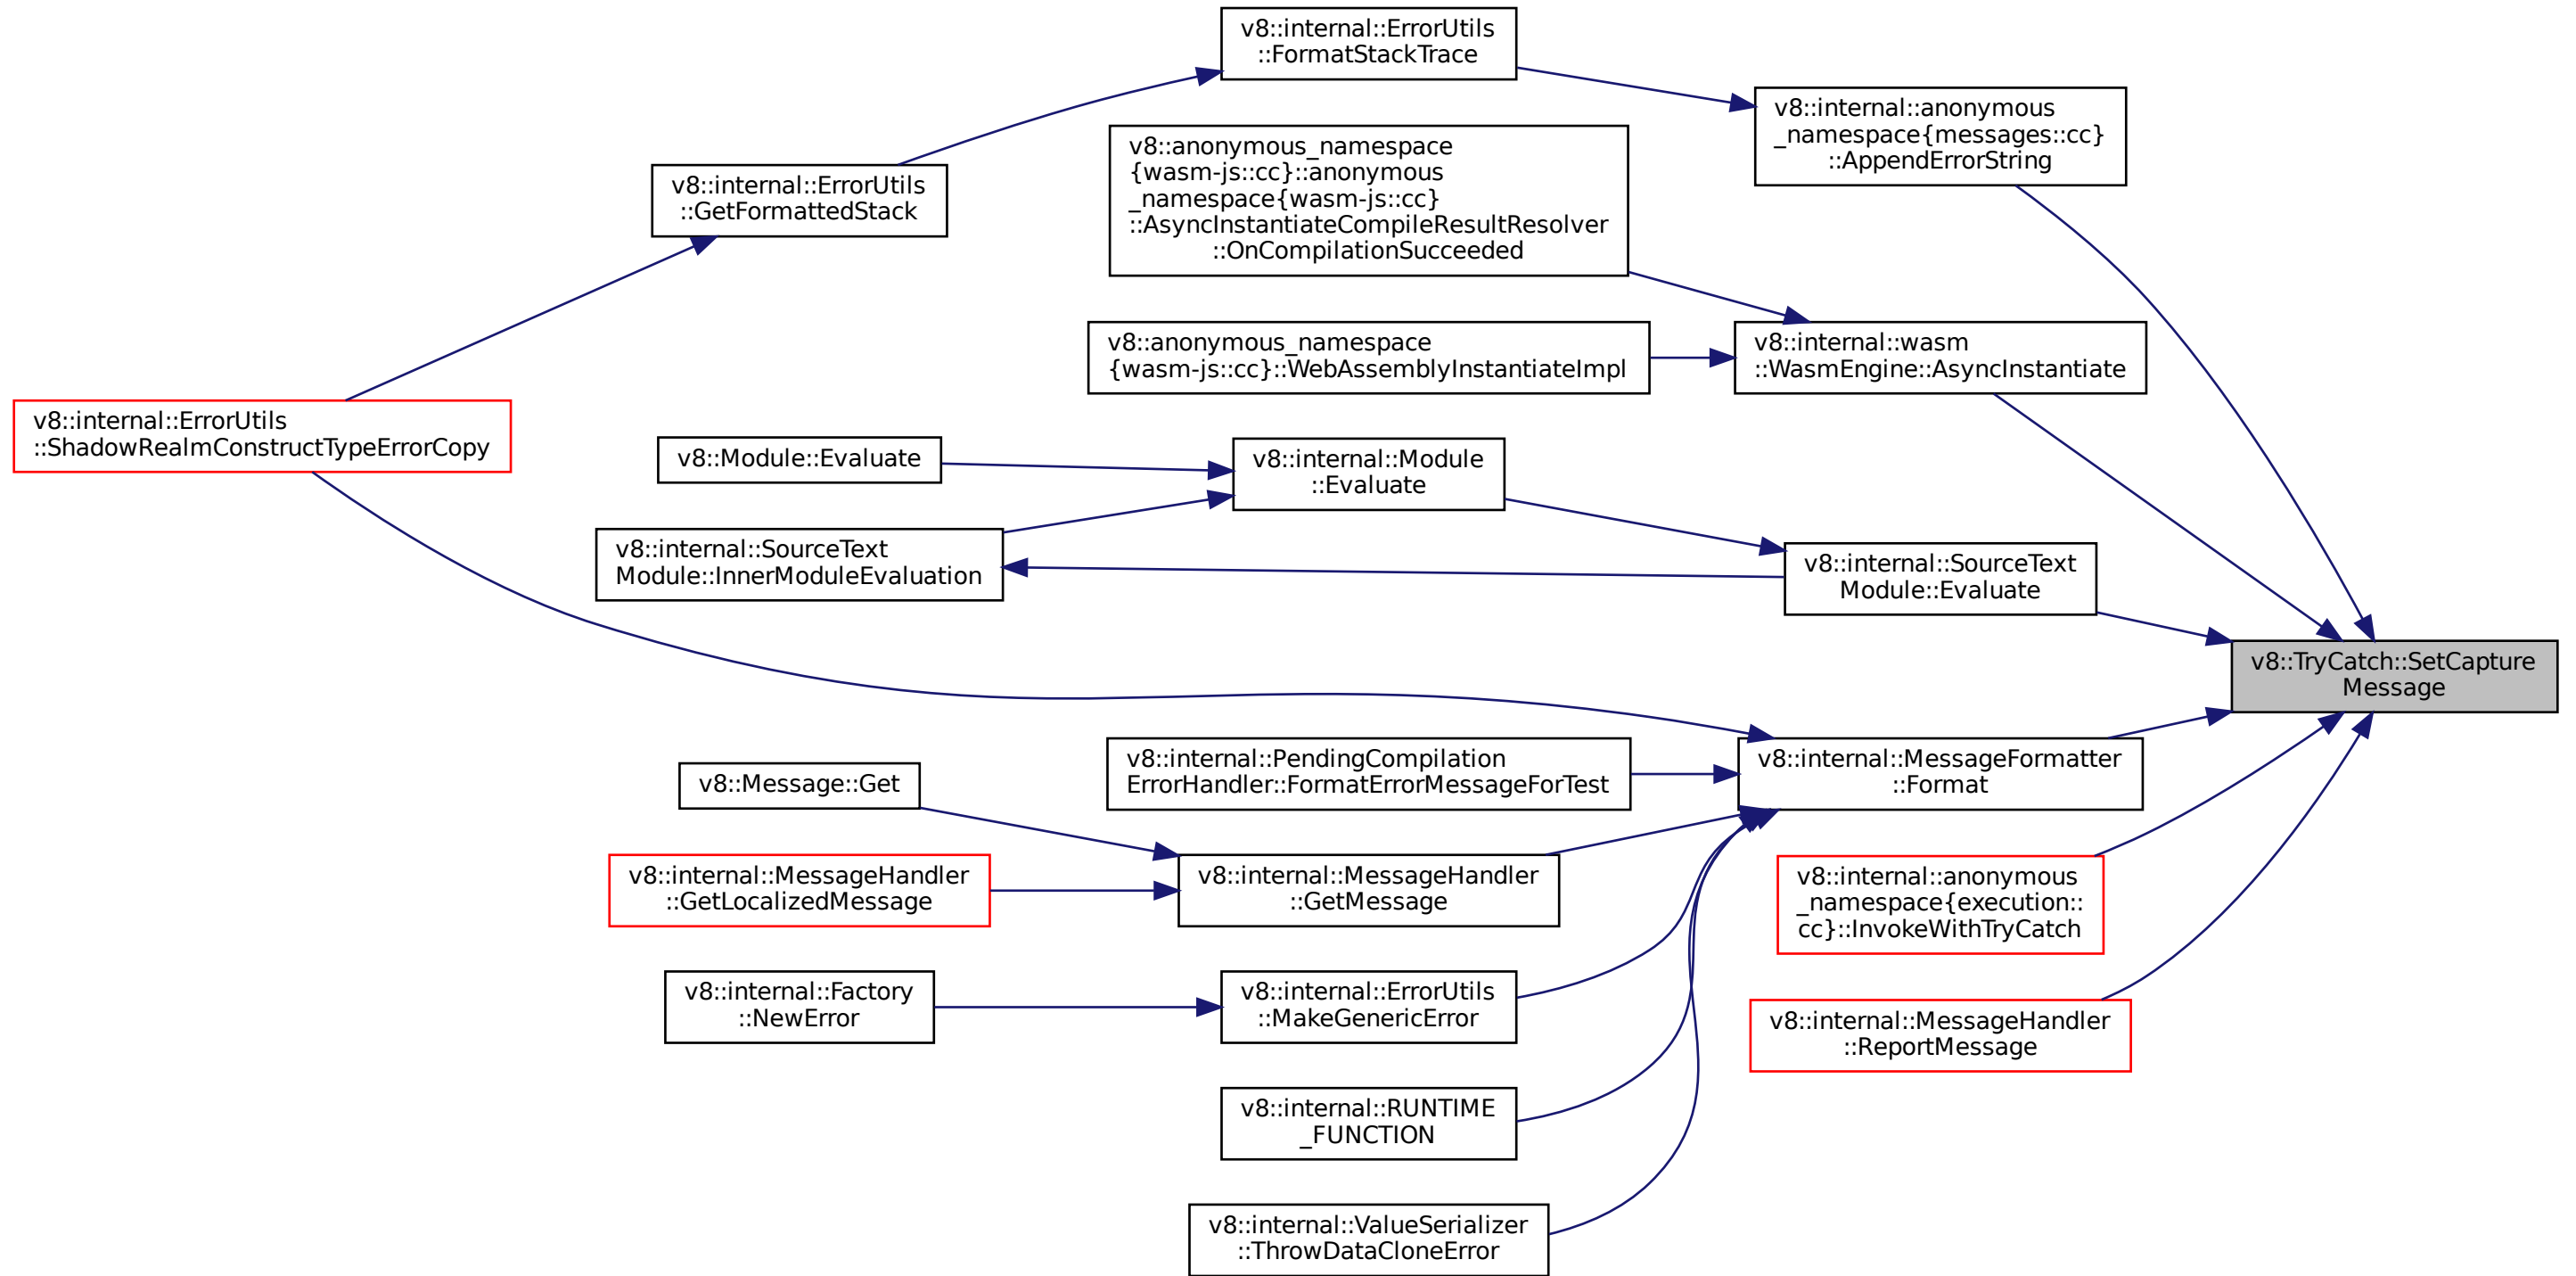 v8::internal::ErrorUtils
::FormatStackTrace
v8::internal::anonymous
_namespace{messages::cc}
::AppendErrorString
v8::anonymous_namespace
{wasm-js::cc}::anonymous
_namespace{wasm-js::cc}
::AsyncInstantiateCompileResultResolver
::OnCompilationSucceeded
v8::internal::ErrorUtils
::GetFormattedStack
v8::anonymous_namespace
{wasm-js::cc}::WebAssemblyInstantiateImpl
v8::internal::wasm
::WasmEngine::AsyncInstantiate
v8::internal::ErrorUtils
::ShadowRealmConstructTypeErrorCopy
v8::Module::Evaluate
v8::internal::Module
::Evaluate
v8::internal::SourceText
Module::InnerModuleEvaluation
v8::internal::SourceText
Module::Evaluate
v8::TryCatch::SetCapture
Message
v8::internal::PendingCompilation
ErrorHandler::FormatErrorMessageForTest
v8::internal::MessageFormatter
::Format
v8::Message::Get
v8::internal::MessageHandler
::GetLocalizedMessage
v8::internal::MessageHandler
::GetMessage
v8::internal::anonymous
_namespace{execution::
cc}::InvokeWithTryCatch
v8::internal::Factory
::NewError
v8::internal::ErrorUtils
::MakeGenericError
v8::internal::MessageHandler
::ReportMessage
v8::internal::RUNTIME
_FUNCTION
v8::internal::ValueSerializer
::ThrowDataCloneError